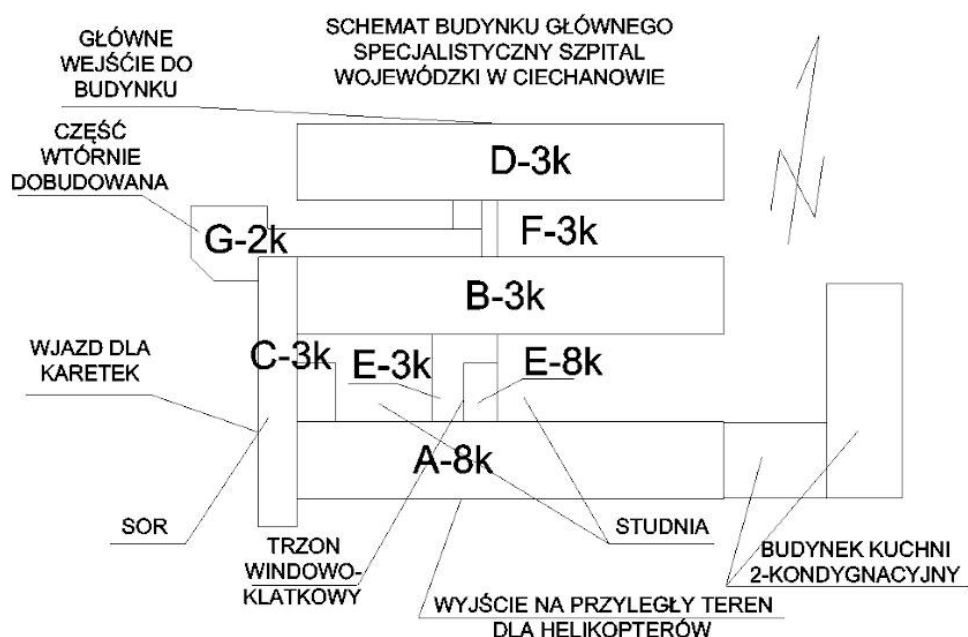 GŁÓWNE
WEJŚCIE DO
BUDYNKU
SCHEMAT BUDYNKU GŁÓWNEGO
SPECJALISTYCZNY SZPITAL
WOJEWÓDZKI W CIECHANOWIE
CZĘŚĆ
WTÓRNIE
DOBUDOWANA
D-3k
G-2k
F-3k
B-3k
WJAZD DLA
KARETEK
C-3k
E-3k
E-8k
A-8k
SOR
TRZON
WINDOWO-
KLATKOWY
STUDNIA
BUDYNEK KUCHNI
2-KONDYGNACYJNY
WYJŚCIE NA PRZYLEGŁY TEREN
DLA HELIKOPTERÓW